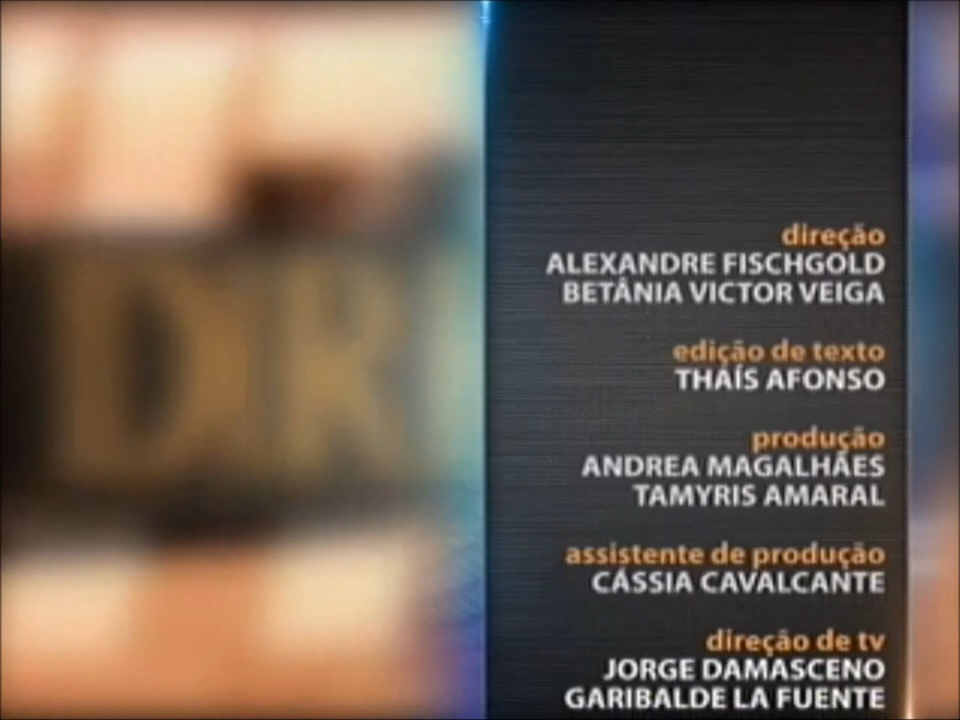 direção
ALEXANDRE FISCHGOLD
BETÂNIA VICTOR VEIGA
edição de texto
THAÍS AFONSO
produção
ANDREA MAGALHÃES
TAMYRIS AMARAL
assistente de produção
CÁSSIA CAVALCANTE
direção de tv
JORGE DAMASCENO
GARIBALDE LA FUENTE